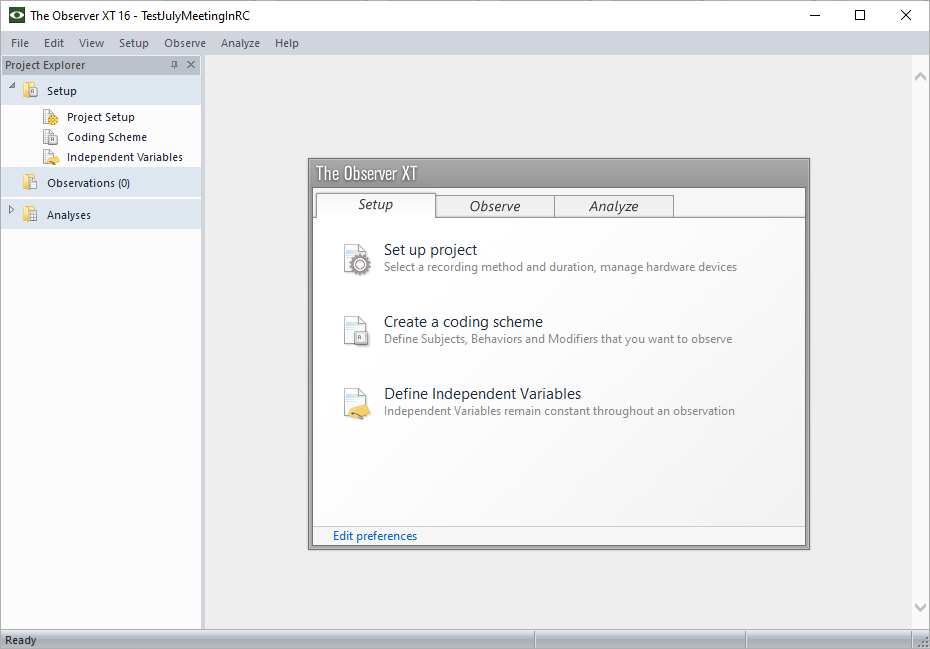 The Observer XT 16 - TestJulyMeetingInRC
File Edit View Setup Observe Analyze Help
Project Explorer
Setup
Project Setup
Coding Scheme
Independent Variables
Observations (0)
Analyses
The Observer XT
Setup Observe Analyze
Set up project
Select a recording method and duration, manage hardware devices
Create a coding scheme
Define Subjects, Behaviors and Modifiers that you want to observe
Define Independent Variables
Independent Variables remain constant throughout an observation
Edit preferences
Ready